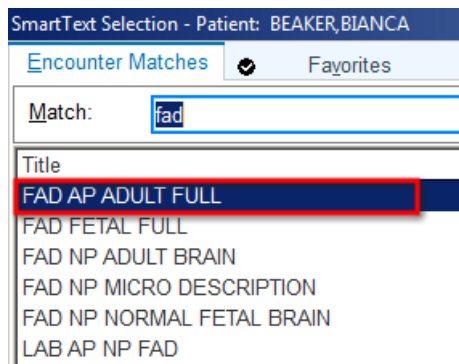 SmartText Selection - Patient: BEAKER,BIANCA
Encounter Matches Favorites
Match: fad
Title
FAD AP ADULT FULL
FAD FETAL FULL
FAD NP ADULT BRAIN
FAD NP MICRO DESCRIPTION
FAD NP NORMAL FETAL BRAIN
LAB AP NP FAD